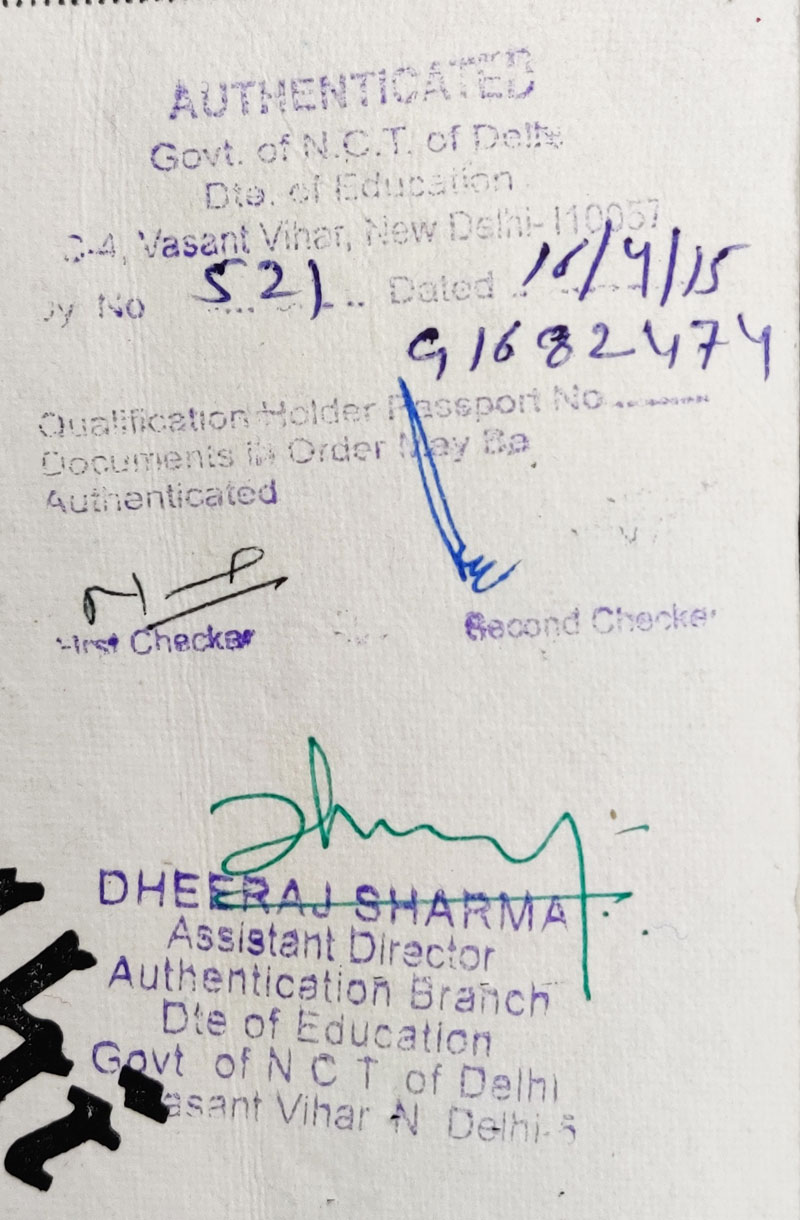 AUTHENTICATED
Govt. of N.C.T. of Delhi
Dte. of Education
C-4, Vasant Vihar, New Delhi-110057
Dy No 521 Dated 15/4/15
G1682474
Qualification Holder Passport No
Documents in Order May Be
Authenticated
First Checker Second Checker
DHEERAJ SHARMA
Assistant Director
Authentication Branch
Dte of Education
Govt of N C T of Delhi
Vasant Vihar N Delhi-5